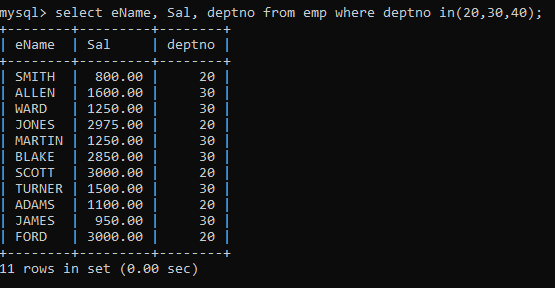 mysql> select eName, Sal, deptno from emp where deptno in(20,30,40);
+--------+---------+--------+
| eName  | Sal     | deptno |
+--------+---------+--------+
| SMITH  |  800.00 |     20 |
| ALLEN  | 1600.00 |     30 |
| WARD   | 1250.00 |     30 |
| JONES  | 2975.00 |     20 |
| MARTIN | 1250.00 |     30 |
| BLAKE  | 2850.00 |     30 |
| SCOTT  | 3000.00 |     20 |
| TURNER | 1500.00 |     30 |
| ADAMS  | 1100.00 |     20 |
| JAMES  |  950.00 |     30 |
| FORD   | 3000.00 |     20 |
+--------+---------+--------+
11 rows in set (0.00 sec)